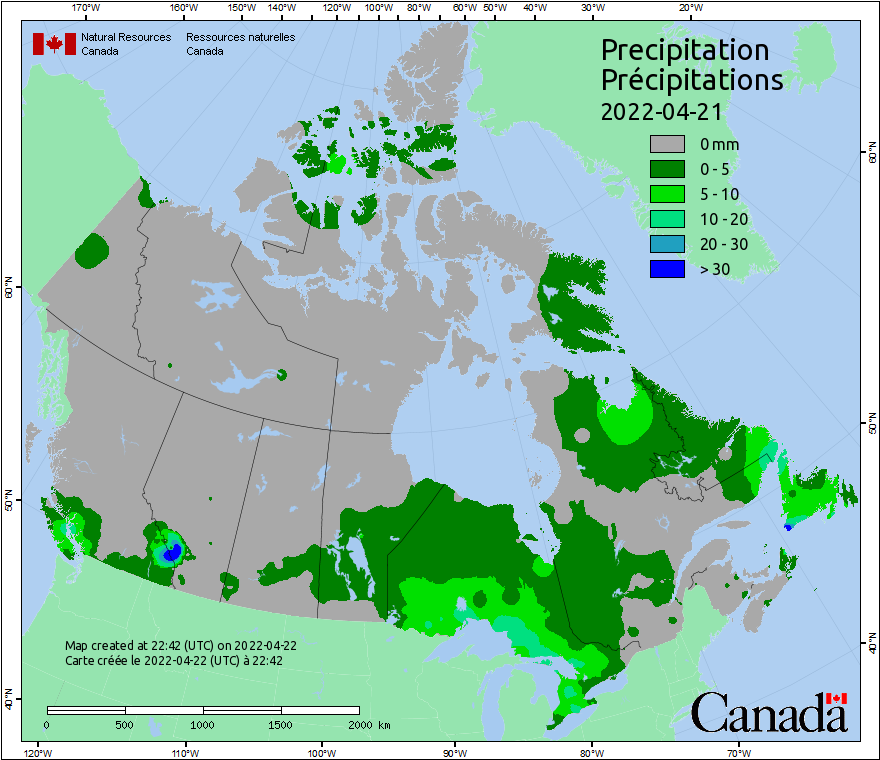 170°W 160°W 150°W 140°W 130°W 120°W 110°W 100°W 90°W 80°W 60°W 50°W 40°W 30°W 20°W
Natural Resources Ressources naturelles
Canada Canada
Precipitation
Précipitations
2022-04-21
0 mm
0 - 5
5 - 10
10 - 20
20 - 30
> 30
60°N
60°N
50°N
50°N
40°N
40°N
Map created at 22:42 (UTC) on 2022-04-22
Carte créée le 2022-04-22 (UTC) à 22:42
0 500 1000 1500 2000 km
Canada
120°W 110°W 100°W 90°W 80°W 70°W